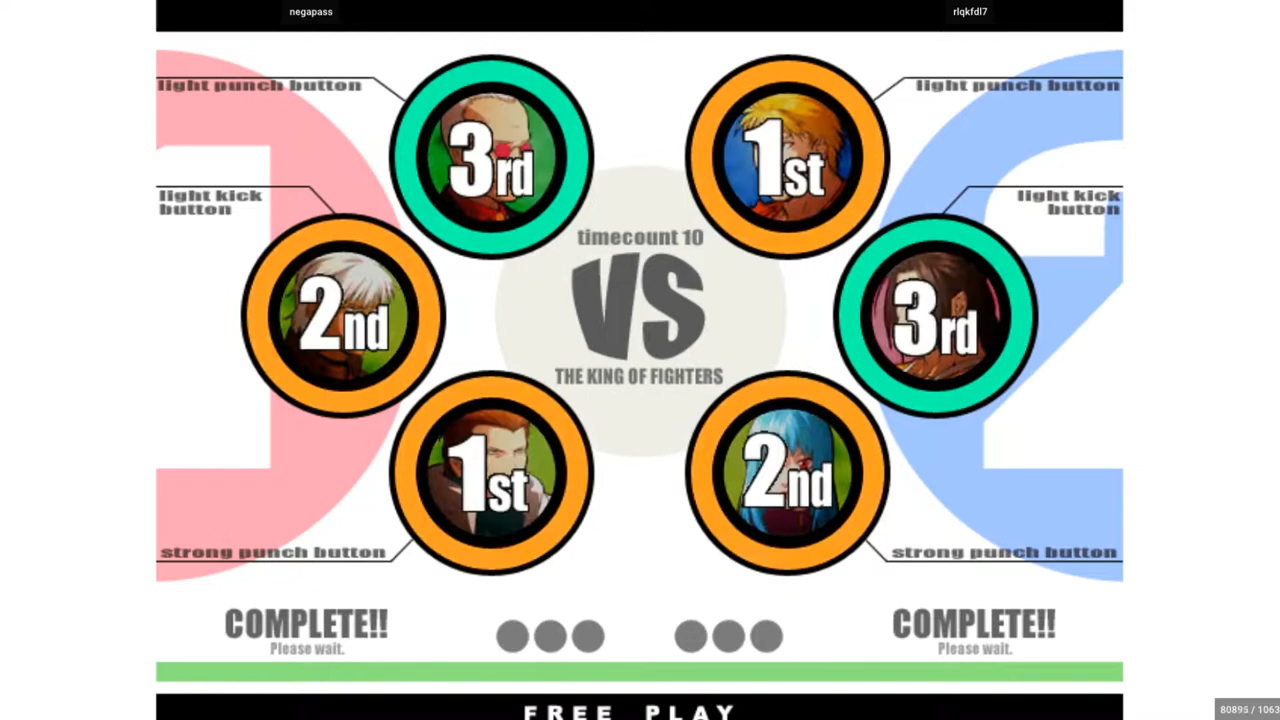 negapass
rlqkfdl7
light punch button
light punch button
3rd
1st
light kick
button
light kick
button
timecount 10
2nd
VS
3rd
THE KING OF FIGHTERS
1st
2nd
strong punch button
strong punch button
COMPLETE!!
Please wait.
COMPLETE!!
Please wait.
FREE PLAY
80895 / 1063